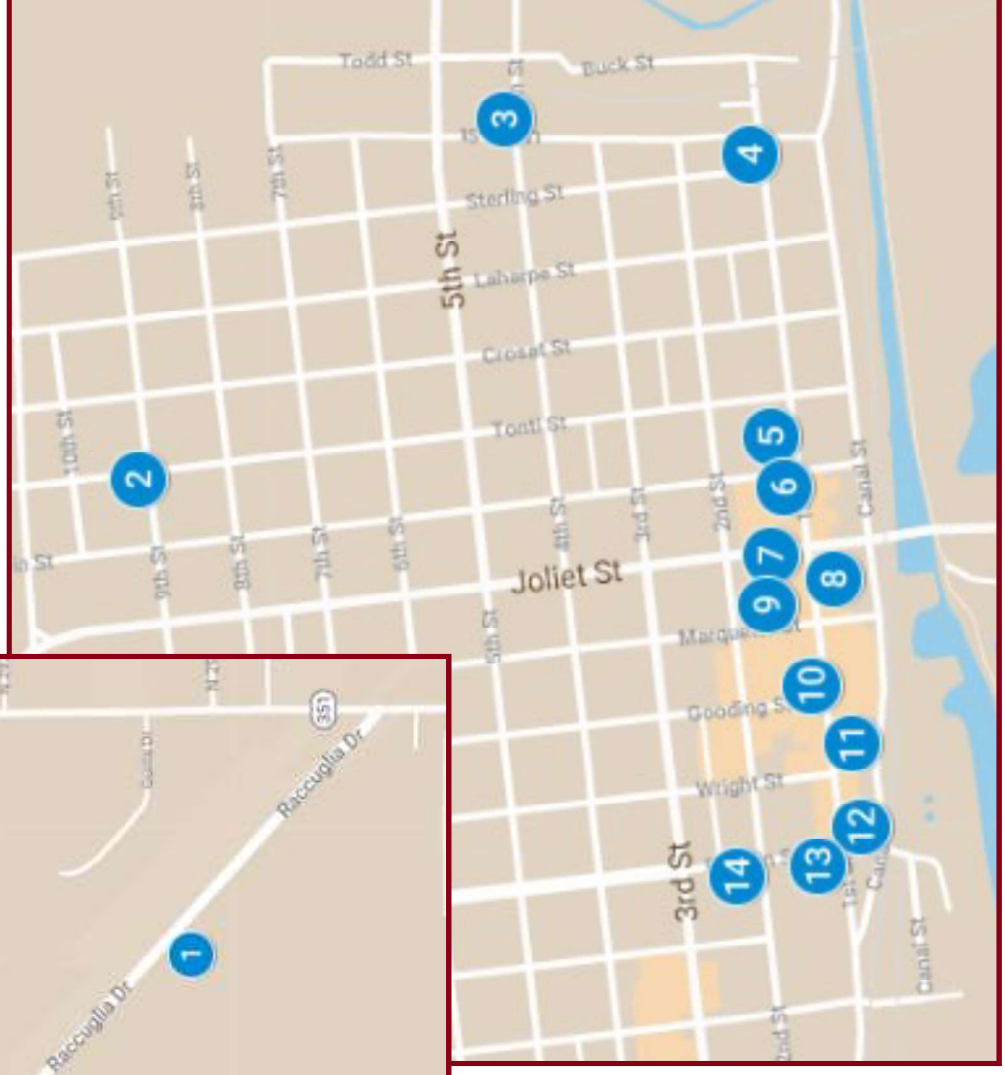 Todd St
Buck St
3
4
9th St
8th St
7th St
Sterling St
5th St
Laharpe St
Crosat St
10th St
Tonti St
2
5
6
2nd St
Canal St
9th St
8th St
7th St
6th St
4th St
3rd St
Joliet St
7
8
9
5th St
10
Gooding
11
351
Raccuglia Dr
Wright St
12
13
14
3rd St
1
Raccuglia Dr
Canal St
2nd St